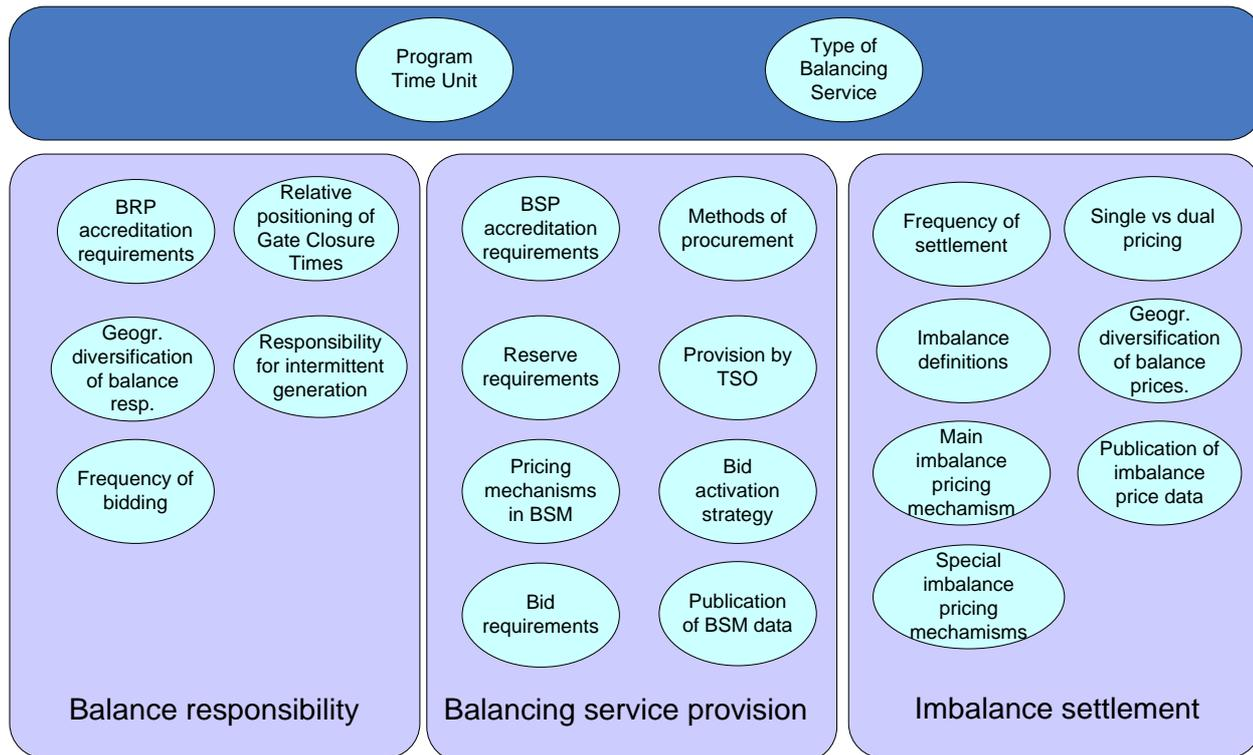 Program
Time Unit
Type of
Balancing
Service
BRP
accreditation
requirements
Relative
positioning of
Gate Closure
Times
Geogr.
diversification
of balance
resp.
Responsibility
for intermittent
generation
Frequency of
bidding
Balance responsibility
BSP
accreditation
requirements
Methods of
procurement
Reserve
requirements
Provision by
TSO
Pricing
mechanisms
in BSM
Bid
activation
strategy
Bid
requirements
Publication
of BSM data
Balancing service provision
Frequency of
settlement
Single vs dual
pricing
Imbalance
definitions
Geogr.
diversification
of balance
prices.
Main
imbalance
pricing
mechamism
Publication of
imbalance
price data
Special
imbalance
pricing
mechamisms
Imbalance settlement